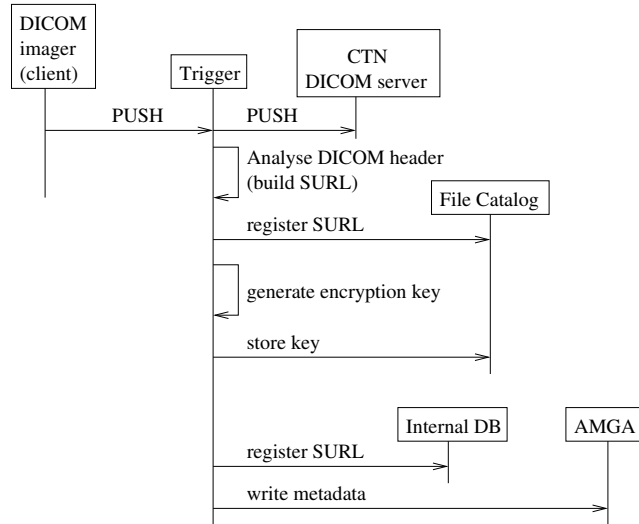 DICOM
imager
(client)
Trigger
CTN
DICOM server
PUSH
PUSH
Analyse DICOM header
(build SURL)
File Catalog
register SURL
generate encryption key
store key
Internal DB
AMGA
register SURL
write metadata